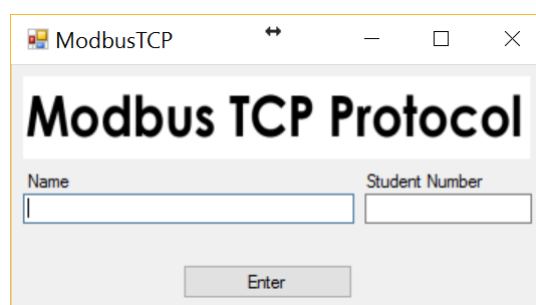 ModbusTCP
Modbus TCP Protocol
Name Student Number
Enter